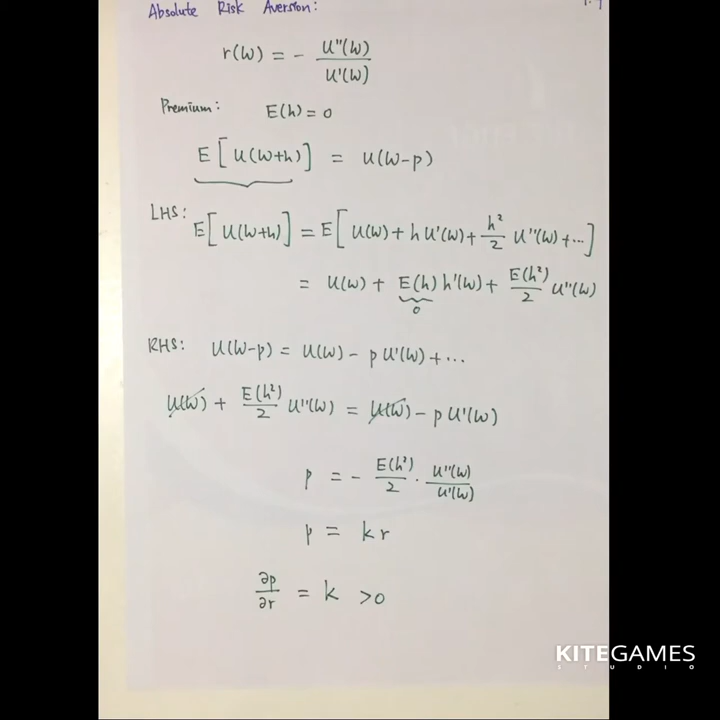 Absolute Risk Aversion:
r(W) = - U''(W) / U'(W)
Premium: E(h) = 0
E[U(W+h)] = U(W-p)
LHS: E[U(W+h)] = E[U(W) + hU'(W) + h²/2 U''(W) + ...]
= U(W) + E(h) h'(W) + E(h²)/2 U''(W)
0
RHS: U(W-p) = U(W) - pU'(W) + ...
U(W) + E(h²)/2 U''(W) = U(W) - pU'(W)
p = - E(h²)/2 · U''(W)/U'(W)
p = kr
∂p/∂r = k >0
KITEGAMES
STUDIO